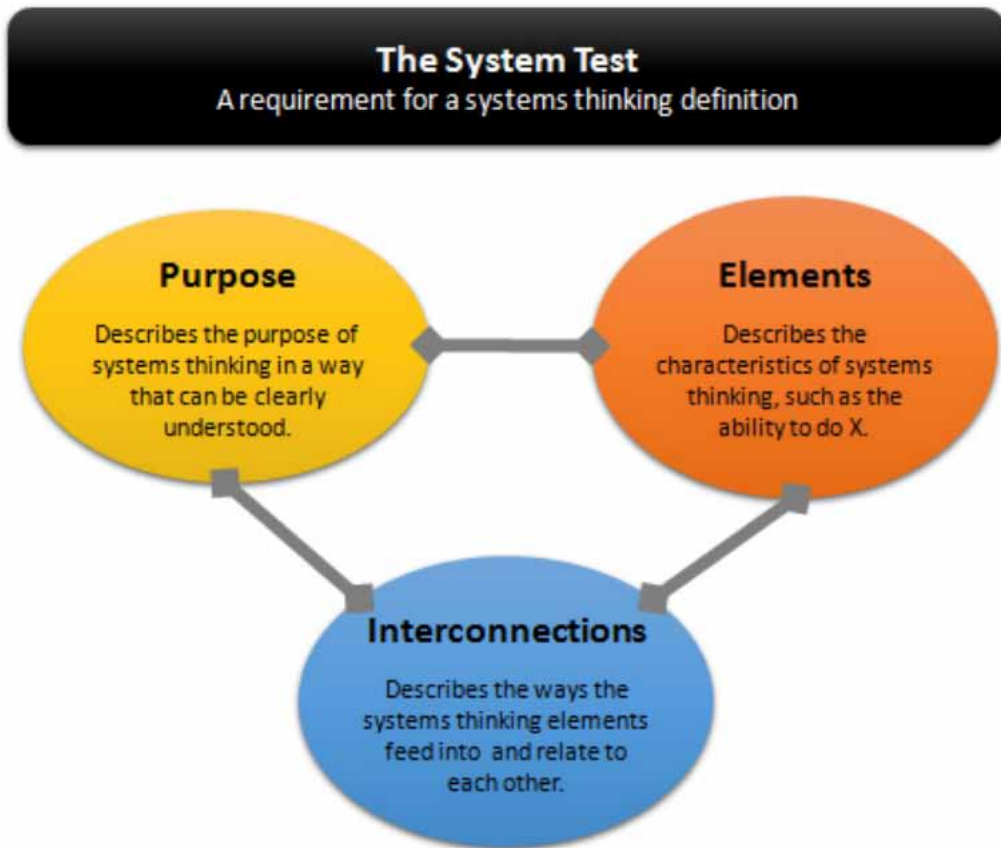 The System Test
A requirement for a systems thinking definition
Purpose
Describes the purpose of
systems thinking in a way
that can be clearly
understood.
Elements
Describes the
characteristics of systems
thinking, such as the
ability to do X.
Interconnections
Describes the ways the
systems thinking elements
feed into and relate to
each other.